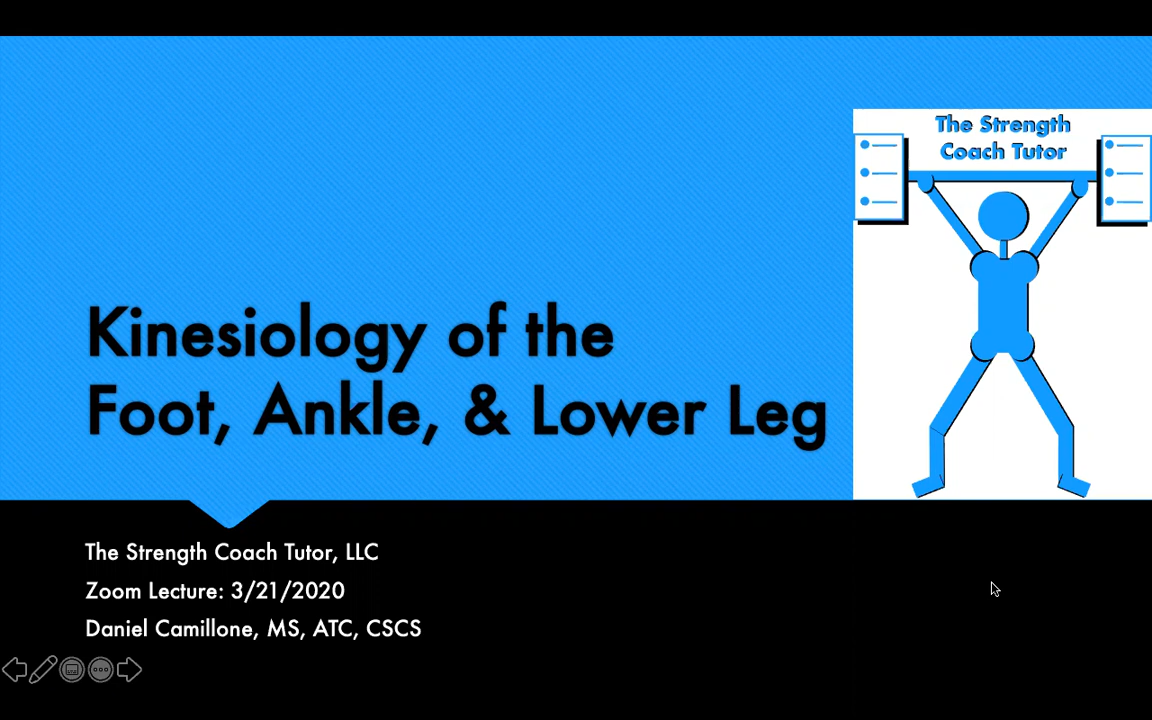 The Strength
Coach Tutor
Kinesiology of the
Foot, Ankle, & Lower Leg
The Strength Coach Tutor, LLC
Zoom Lecture: 3/21/2020
Daniel Camillone, MS, ATC, CSCS